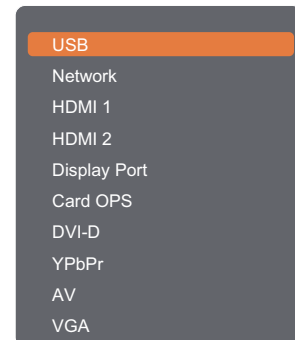 USB
Network
HDMI 1
HDMI 2
Display Port
Card OPS
DVI-D
YPbPr
AV
VGA